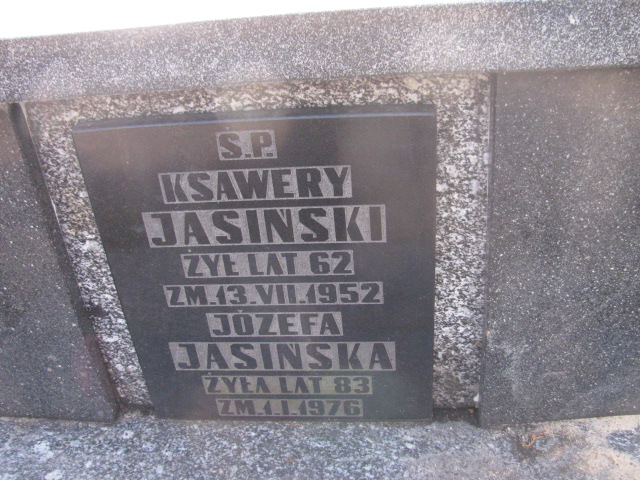 Ś.P.
KSAWERY
JASIŃSKI
ŻYŁ LAT 62
ZM.13.VII.1952
JÓZEFA
JASIŃSKA
ŻYŁA LAT 83
ZM.1.I.1976